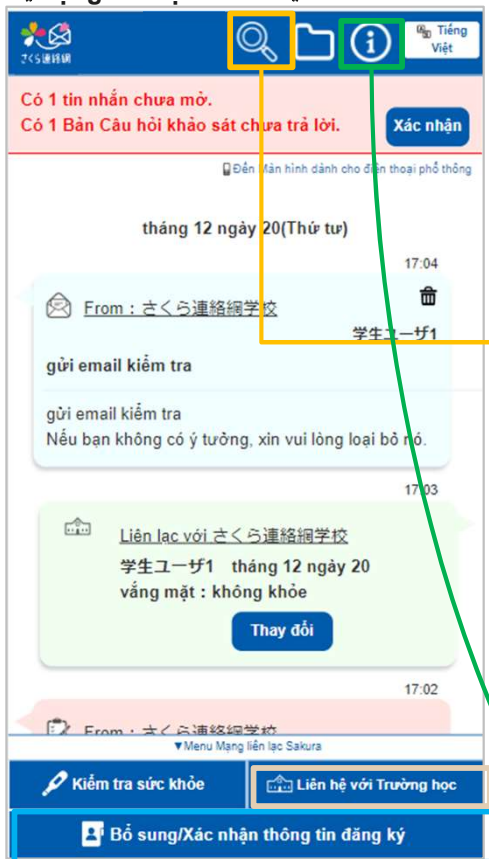 さくら連絡網
Tiếng
Việt
Có 1 tin nhắn chưa mở.
Có 1 Bản Câu hỏi khảo sát chưa trả lời.
Xác nhận
Đến Màn hình dành cho điện thoại phổ thông
tháng 12 ngày 20(Thứ tư)
17:04
From : さくら連絡網学校
学生ユーザ1
gửi email kiểm tra
gửi email kiểm tra
Nếu bạn không có ý tưởng, xin vui lòng loại bỏ nó.
17:03
Liên lạc với さくら連絡網学校
学生ユーザ1 tháng 12 ngày 20
vắng mặt : không khỏe
Thay đổi
17:02
From : さくら連絡網学校
▼Menu Mạng liên lạc Sakura
Kiểm tra sức khỏe
Liên hệ với Trường học
Bổ sung/Xác nhận thông tin đăng ký